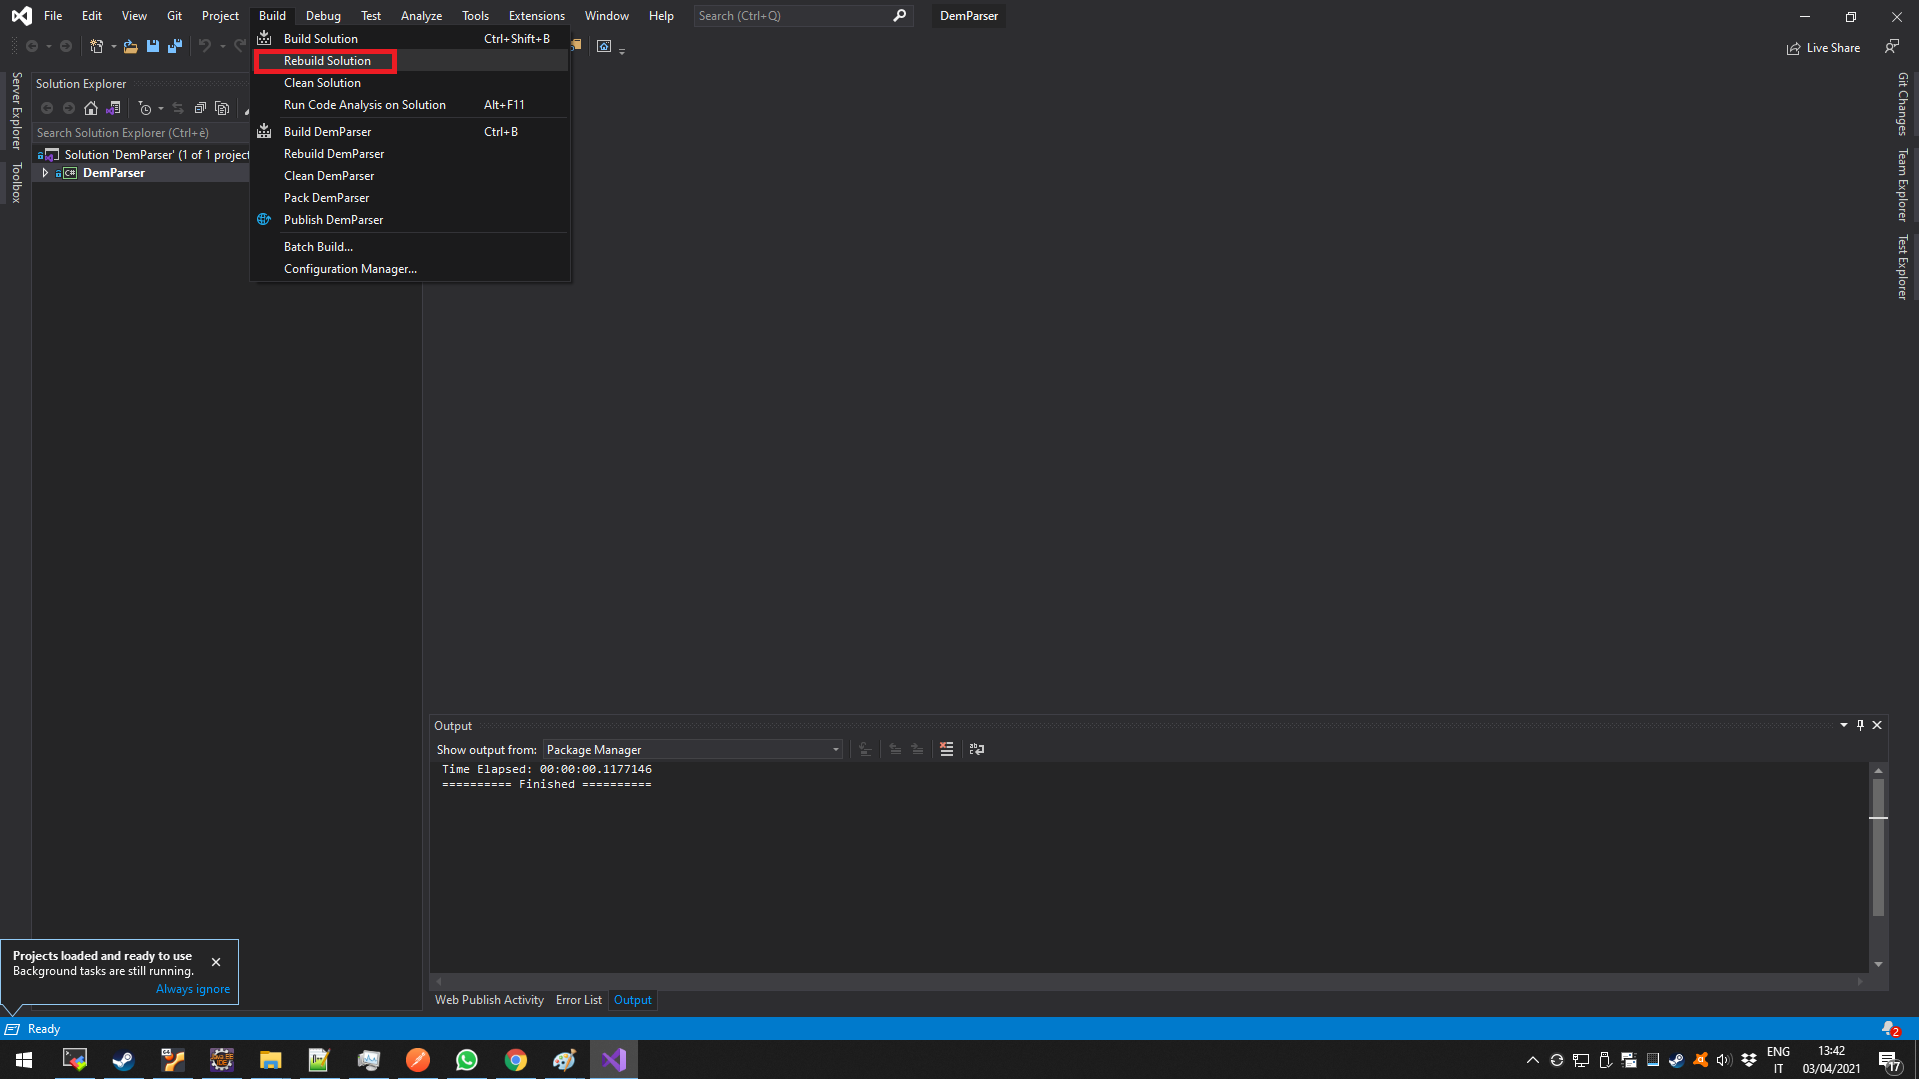 File Edit View Git Project Build Debug Test Analyze Tools Extensions Window Help Search (Ctrl+Q) DemParser
Live Share
Build Solution Ctrl+Shift+B
Rebuild Solution
Clean Solution
Run Code Analysis on Solution Alt+F11
Build DemParser Ctrl+B
Rebuild DemParser
Clean DemParser
Pack DemParser
Publish DemParser
Batch Build...
Configuration Manager...
Server Explorer
Toolbox
Solution Explorer
Search Solution Explorer (Ctrl+è)
Solution 'DemParser' (1 of 1 project
C# DemParser
Git Changes
Team Explorer
Test Explorer
Output
Show output from: Package Manager
Time Elapsed: 00:00:00.1177146
========== Finished ==========
Web Publish Activity Error List Output
Projects loaded and ready to use
Background tasks are still running.
Always ignore
Ready
2
ENG
IT
13:42
03/04/2021
17